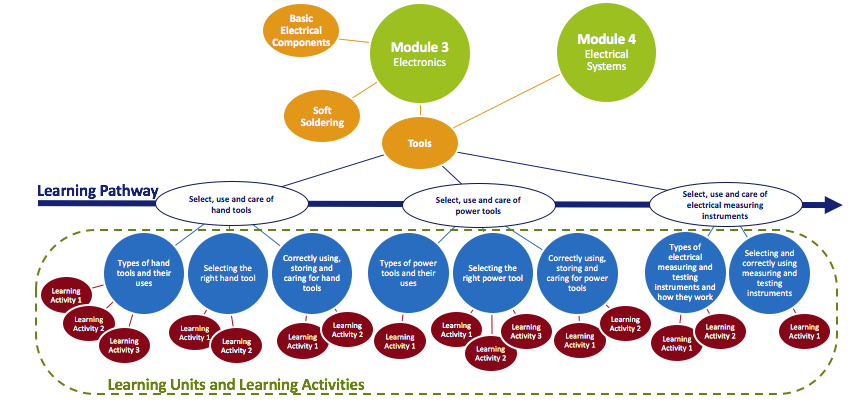 Basic
Electrical
Components
Module 3
Electronics
Module 4
Electrical
Systems
Soft
Soldering
Tools
Learning Pathway
Select, use and care of
hand tools
Select, use and care of
power tools
Select, use and care of
electrical measuring
instruments
Types of hand
tools and their
uses
Selecting the
right hand tool
Correctly using,
storing and
caring for hand
tools
Types of power
tools and their
uses
Selecting the
right power tool
Correctly using,
storing and
caring for power
tools
Types of
electrical
measuring and
testing
instruments and
how they work
Selecting and
correctly using
measuring and
testing
instruments
Learning
Activity 1
Learning
Activity 2
Learning
Activity 3
Learning
Activity 1
Learning
Activity 2
Learning
Activity 1
Learning
Activity 2
Learning
Activity 1
Learning
Activity 1
Learning
Activity 2
Learning
Activity 3
Learning
Activity 1
Learning
Activity 2
Learning
Activity 1
Learning
Activity 2
Learning
Activity 1
Learning Units and Learning Activities